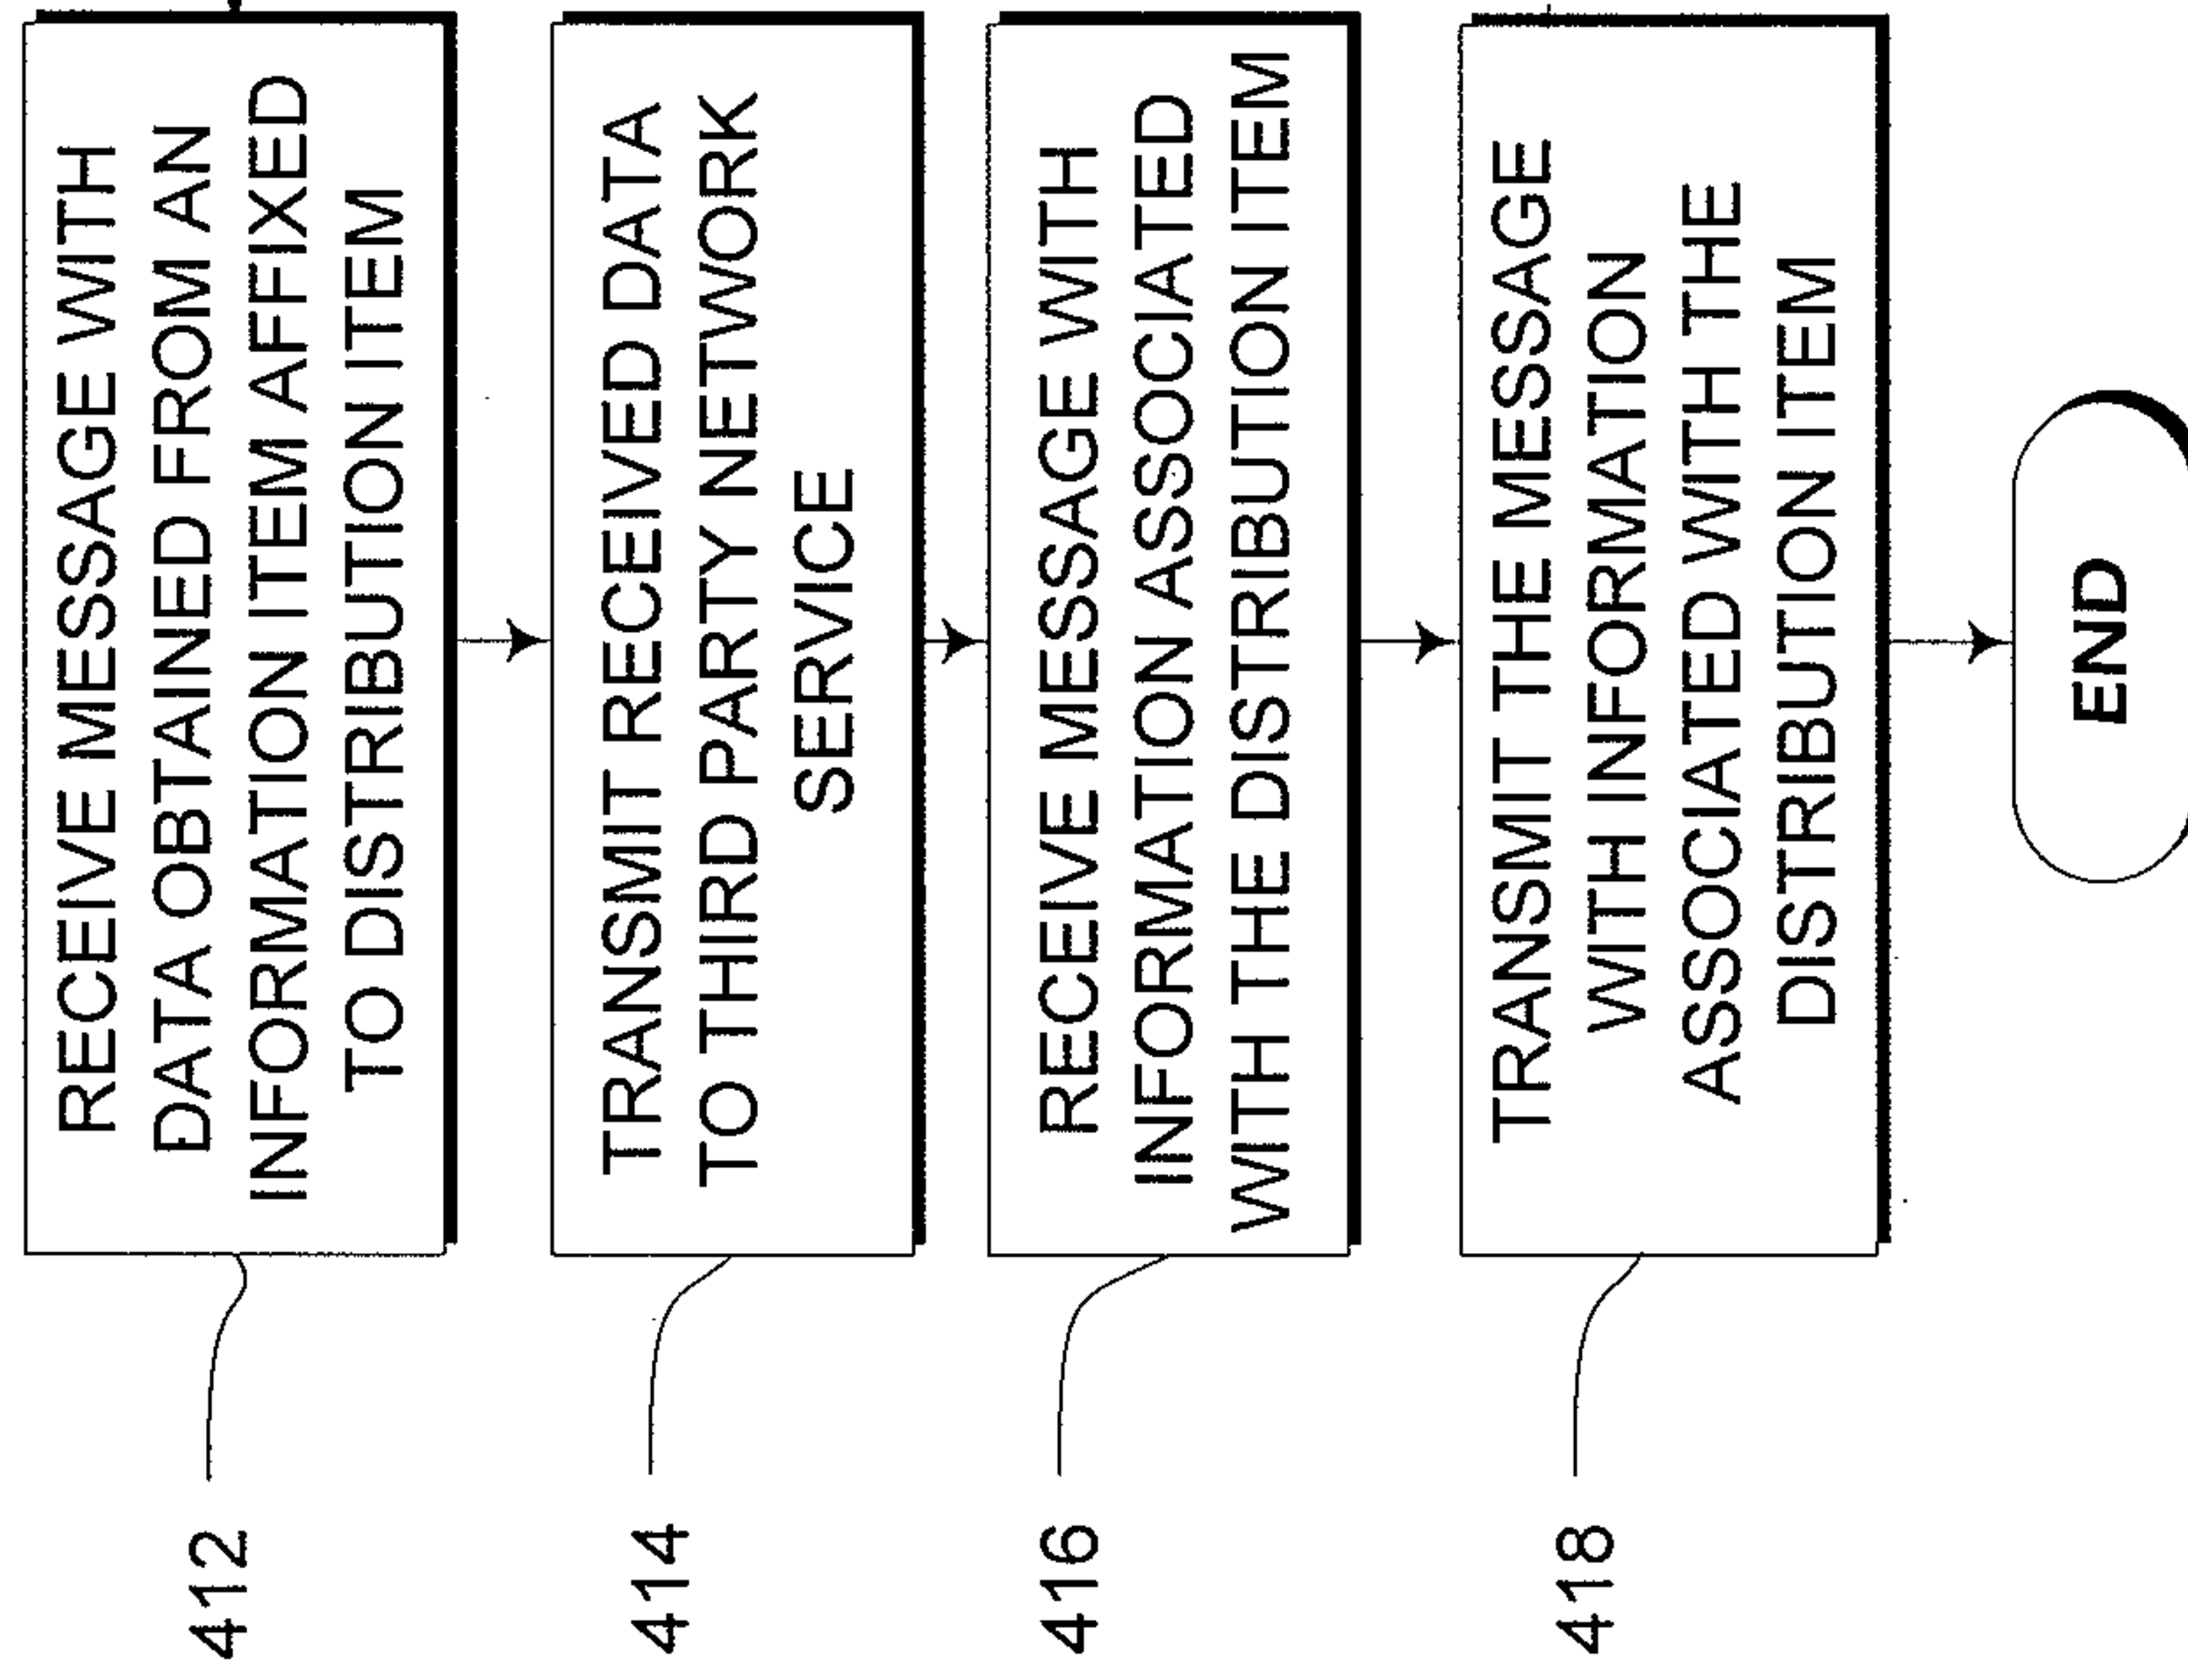 412
RECEIVE MESSAGE WITH
DATA OBTAINED FROM AN
INFORMATION ITEM AFFIXED
TO DISTRIBUTION ITEM
414
TRANSMIT RECEIVED DATA
TO THIRD PARTY NETWORK
SERVICE
416
RECEIVE MESSAGE WITH
INFORMATION ASSOCIATED
WITH THE DISTRIBUTION ITEM
418
TRANSMIT THE MESSAGE
WITH INFORMATION
ASSOCIATED WITH THE
DISTRIBUTION ITEM
END